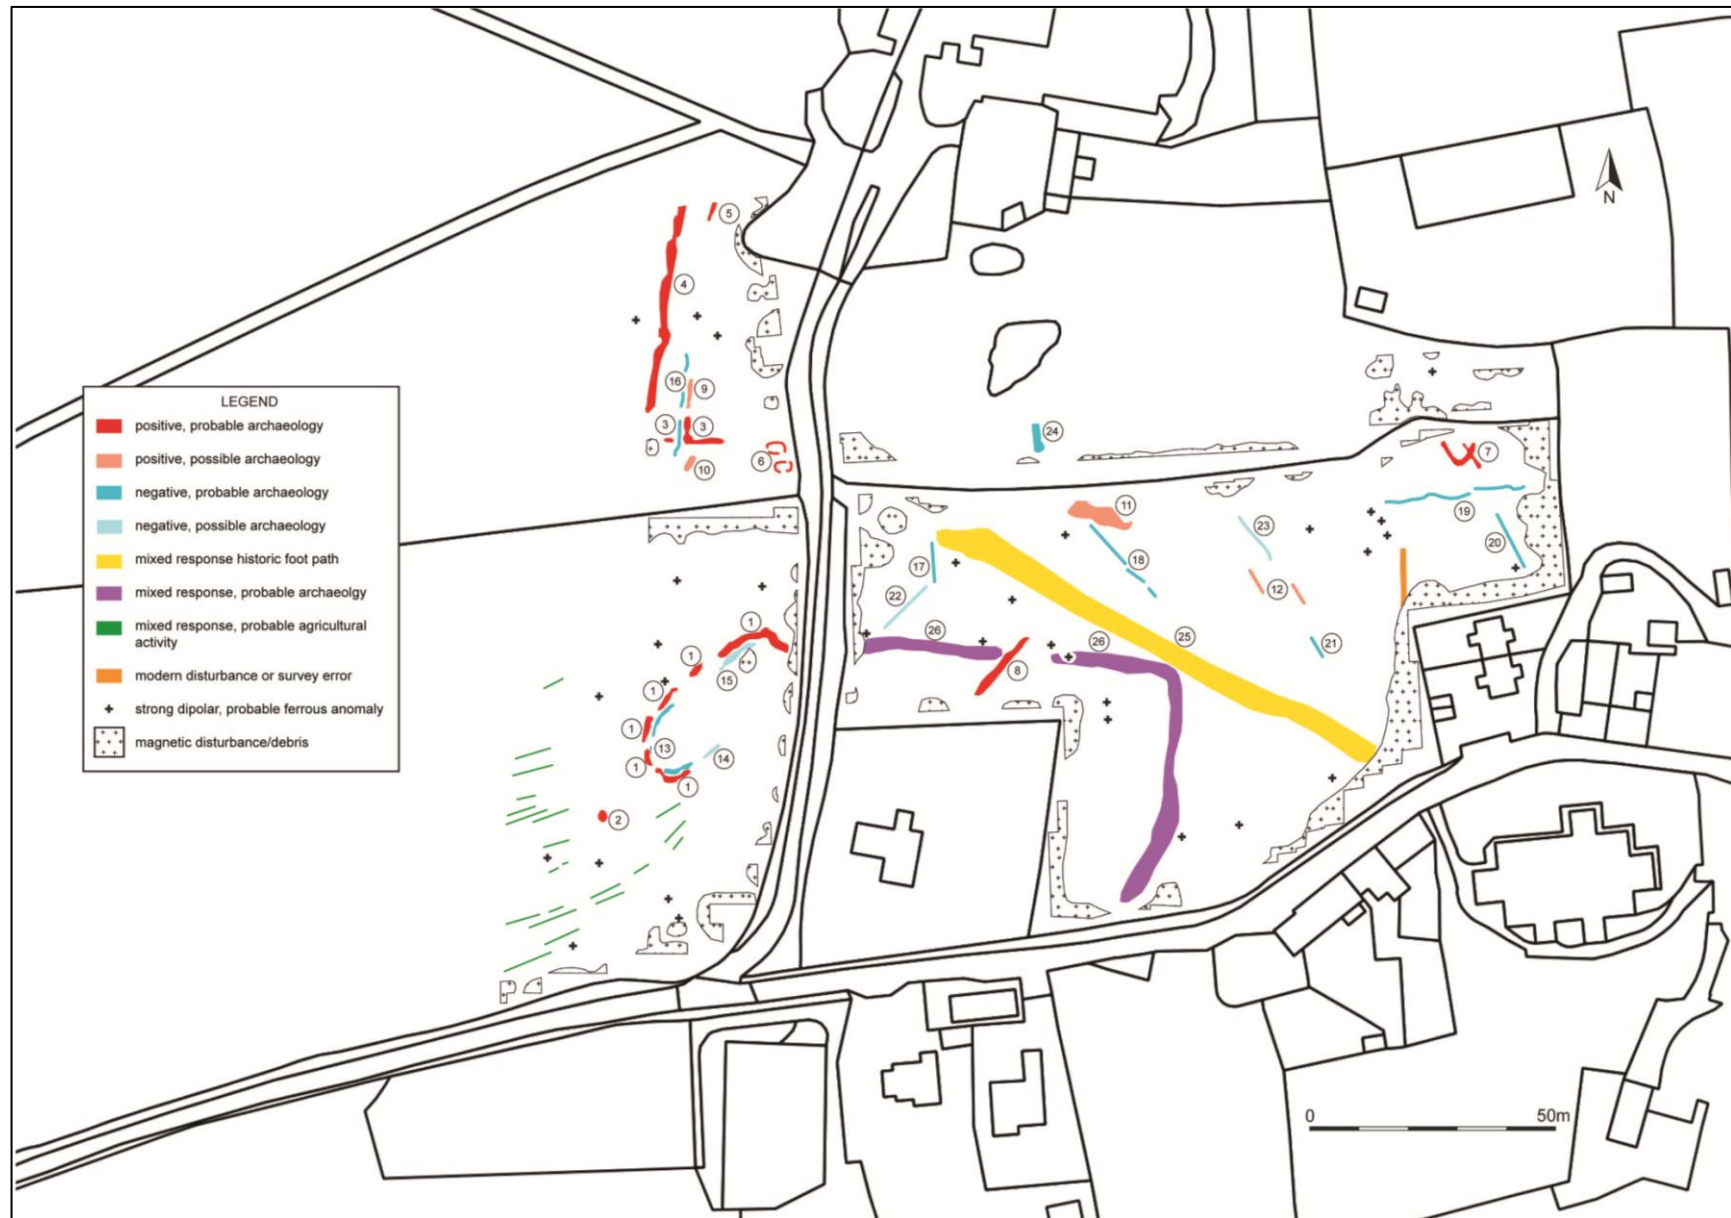 N
5
4
16
9
3
3
6
10
24
7
11
23
19
20
18
12
17
22
21
1
26
26
25
1
15
8
1
1
13
14
1
1
2
LEGEND
positive, probable archaeology
positive, possible archaeology
negative, probable archaeology
negative, possible archaeology
mixed response historic foot path
mixed response, probable archaeolgy
mixed response, probable agricultural
activity
modern disturbance or survey error
strong dipolar, probable ferrous anomaly
magnetic disturbance/debris
0 50m